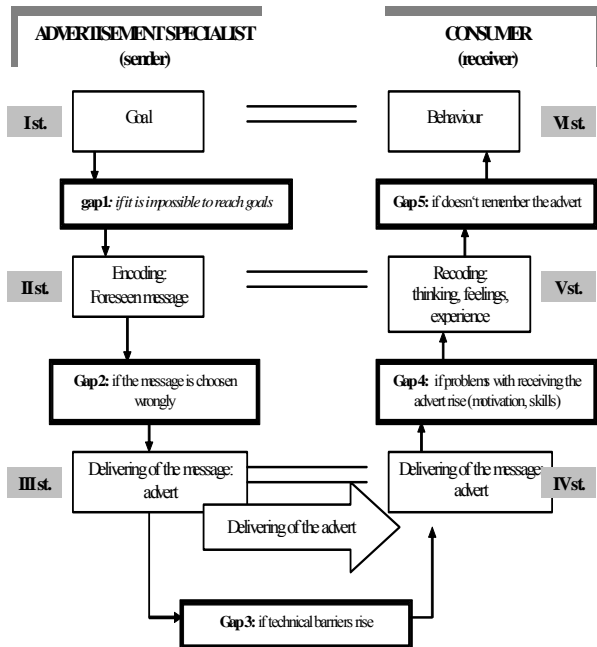 ADVERTISEMENT SPECIALIST
(sender)
CONSUMER
(receiver)
I st.
Goal
Behaviour
VI st.
gap1: if it is impossible to reach goals
Gap 5: if doesn't remember the advert
II st.
Encoding:
Foreseen message
Recoding:
thinking, feelings,
experience
V st.
Gap 2: if the message is choosen
wrongly
Gap 4: if problems with receiving the
advert rise (motivation, skills)
III st.
Delivering of the message:
advert
Delivering of the message:
advert
IV st.
Delivering of the advert
Gap 3: if technical barriers rise